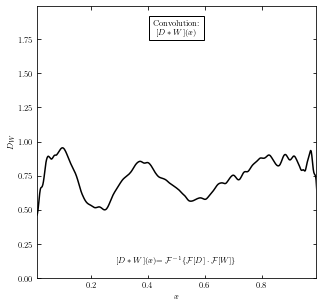 Convolution:
[D ∗ W](x)
1.75
1.50
1.25
1.00
D_W
0.75
0.50
0.25
0.00
[D ∗ W](x) = ℱ⁻¹{ℱ[D] · ℱ[W]}
0.2 0.4 0.6 0.8
x